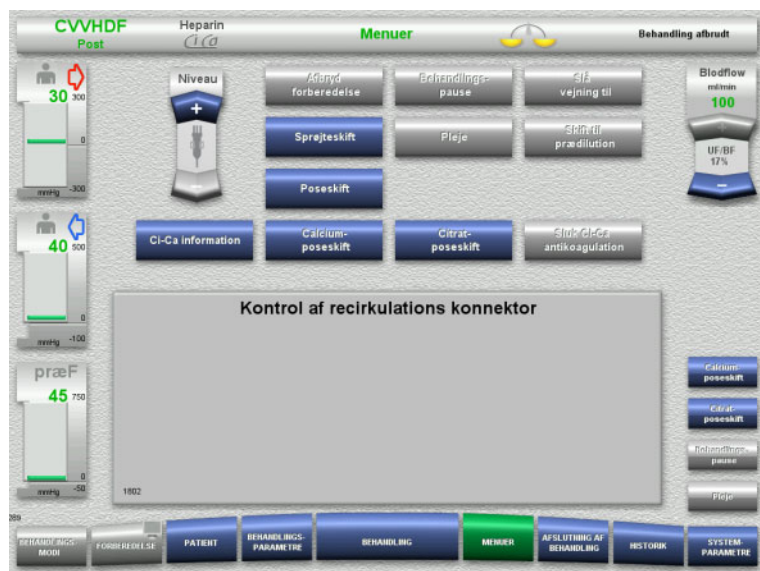 CVVHDF
Post
Heparin
CiCa
Menuer
Behandling afbrudt
30
300
0
mmHg -300
40
500
0
mmHg -100
præF
45
750
0
mmHg -50
Niveau
+
−
Afbryd
forberedelse
Behandlings-
pause
Slå
vejning til
Sprøjteskift
Pleje
Skift til
prædilution
Poseskift
Ci-Ca information
Calcium-
poseskift
Citrat-
poseskift
Sluk Ci-Ca
antikoagulation
Blodflow
ml/min
100
+
UF/BF
17%
−
Kontrol af recirkulations konnektor
1802
Calcium-
poseskift
Citrat-
poseskift
Behandlings-
pause
Pleje
BEHANDLINGS-
MODI
FORBEREDELSE
PATIENT
BEHANDLINGS-
PARAMETRE
BEHANDLING
MENUER
AFSLUTNING AF
BEHANDLING
HISTORIK
SYSTEM-
PARAMETRE